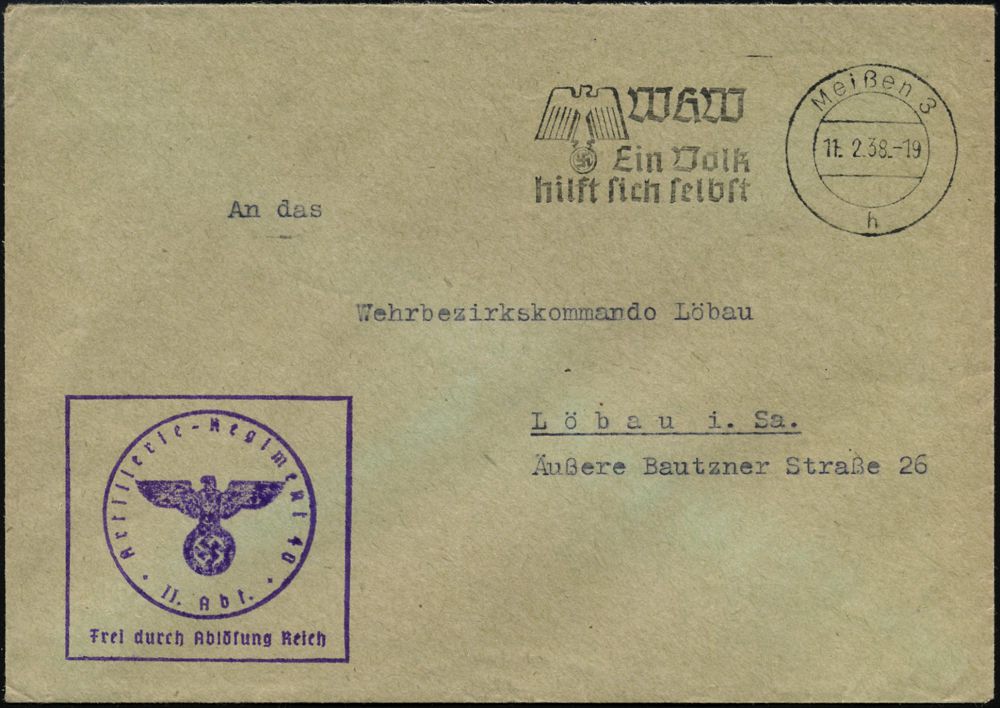 WHW
Ein Volk
hilft sich selbst
Meißen 3
11. 2.38.-19
h
An das
Wehrbezirkskommando Löbau
Löbau i. Sa.
Äußere Bautzner Straße 26
Artillerie-Regiment 40
II. Abt.
Frei durch Ablösung Reich